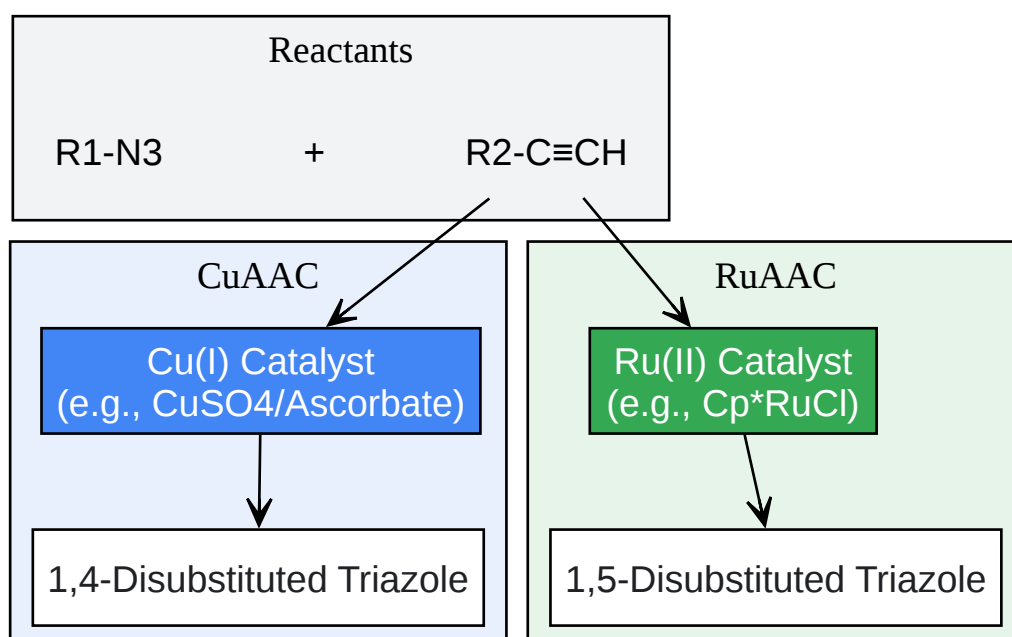 Reactants
R1-N3 + R2-C≡CH
CuAAC
Cu(I) Catalyst
(e.g., CuSO4/Ascorbate)
1,4-Disubstituted Triazole
RuAAC
Ru(II) Catalyst
(e.g., Cp*RuCl)
1,5-Disubstituted Triazole